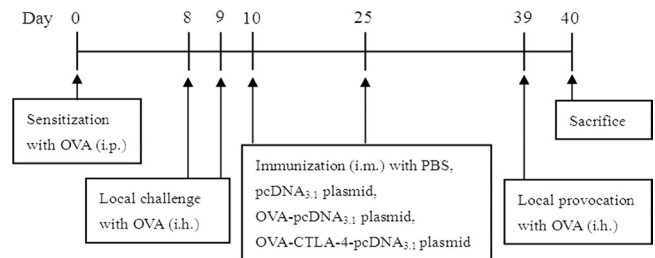 Day 0 8 9 10 25 39 40
Sensitization
with OVA (i.p.)
Local challenge
with OVA (i.h.)
Immunization (i.m.) with PBS,
pcDNA3.1 plasmid,
OVA-pcDNA3.1 plasmid,
OVA-CTLA-4-pcDNA3.1 plasmid
Local provocation
with OVA (i.h.)
Sacrifice